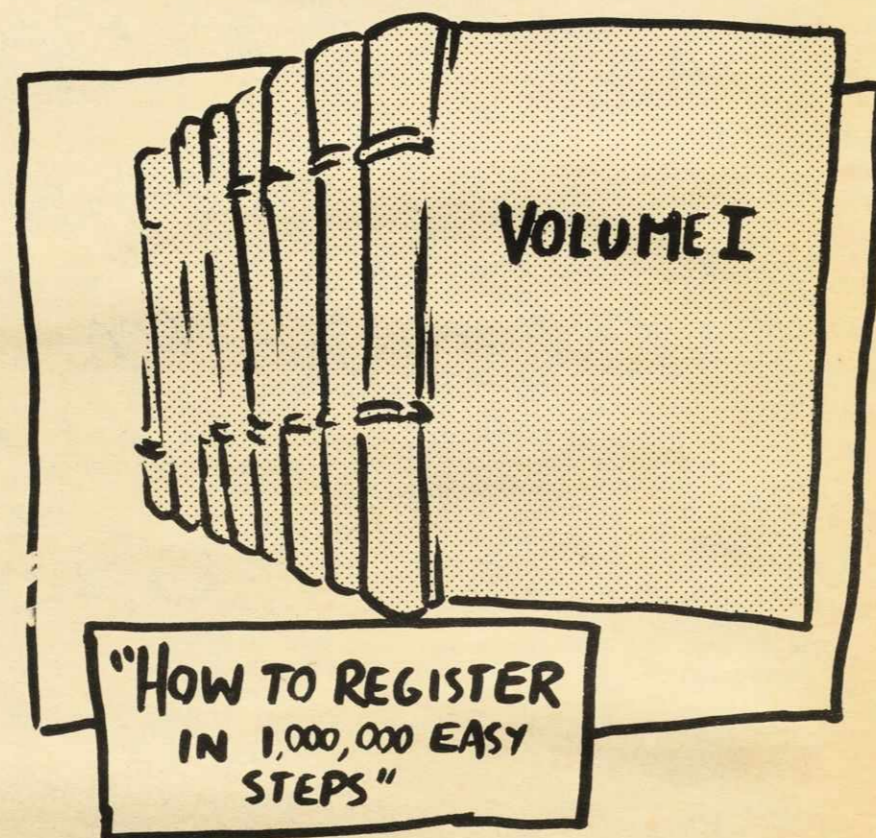 VOLUME I
"HOW TO REGISTER
IN 1,000,000 EASY
STEPS"